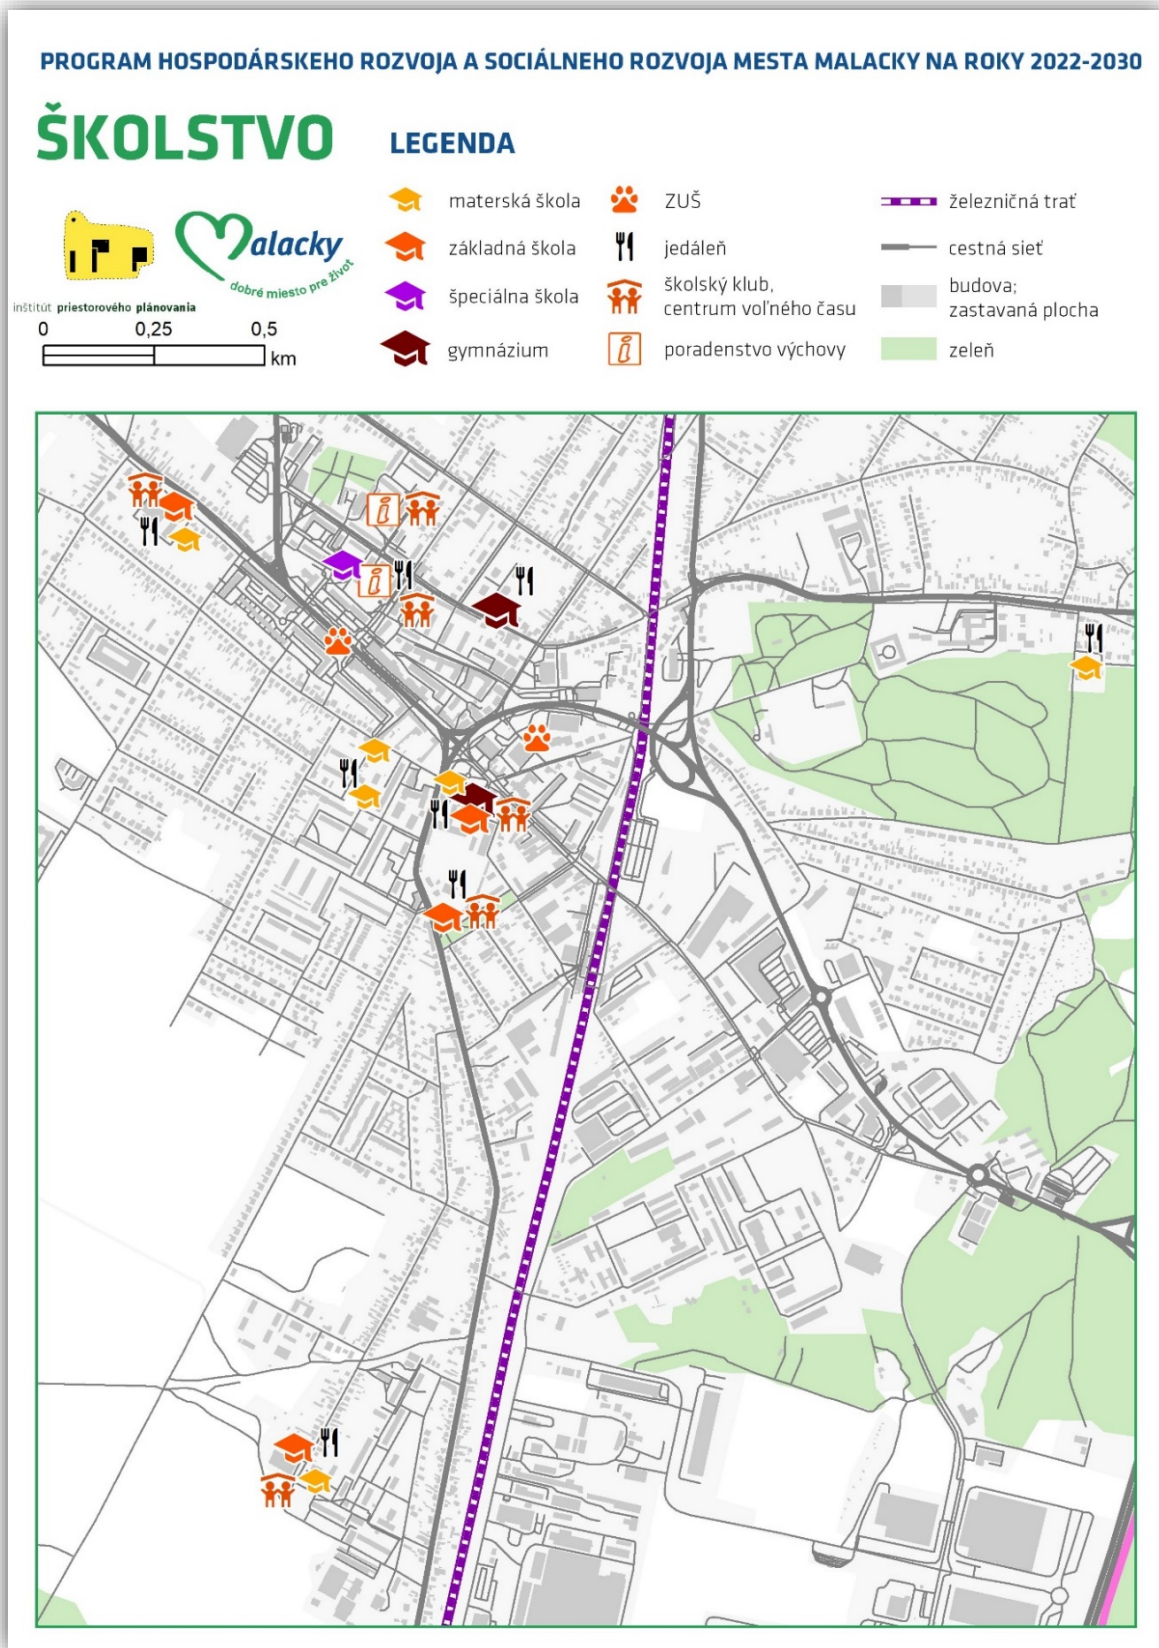 PROGRAM HOSPODÁRSKEHO ROZVOJA A SOCIÁLNEHO ROZVOJA MESTA MALACKY NA ROKY 2022-2030
ŠKOLSTVO
LEGENDA
materská škola
základná škola
špeciálna škola
gymnázium
ZUŠ
jedáleň
školský klub,
centrum voľného času
poradenstvo výchovy
železničná trať
cestná sieť
budova;
zastavaná plocha
zeleň
Malacky
dobré miesto pre život
inštitút priestorového plánovania
0 0,25 0,5
km